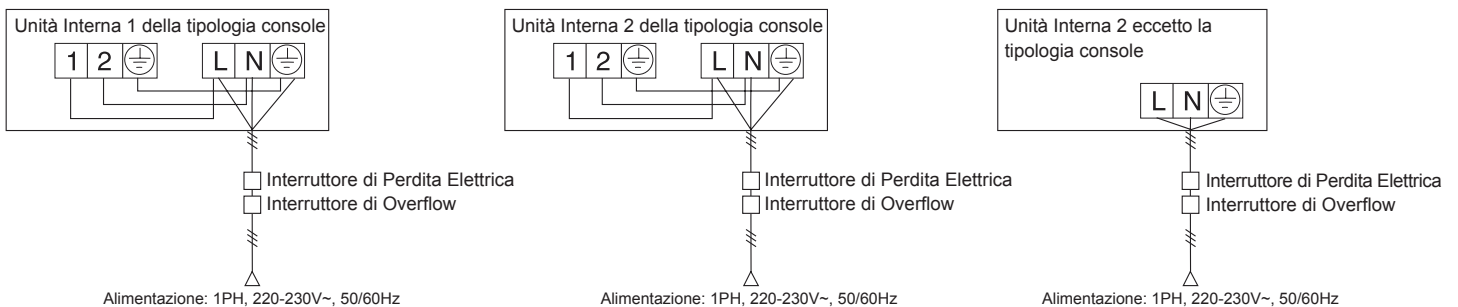 Unità Interna 1 della tipologia console
1 2 L N
Interruttore di Perdita Elettrica
Interruttore di Overflow
Alimentazione: 1PH, 220-230V~, 50/60Hz
Unità Interna 2 della tipologia console
1 2 L N
Interruttore di Perdita Elettrica
Interruttore di Overflow
Alimentazione: 1PH, 220-230V~, 50/60Hz
Unità Interna 2 eccetto la
tipologia console
L N
Interruttore di Perdita Elettrica
Interruttore di Overflow
Alimentazione: 1PH, 220-230V~, 50/60Hz